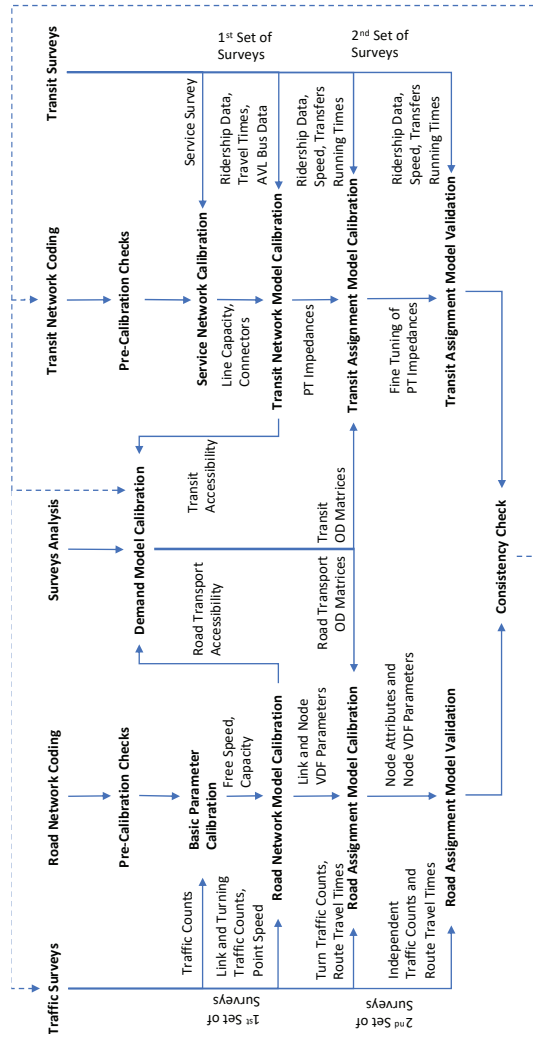 Traffic Surveys
Road Network Coding
Surveys Analysis
Transit Network Coding
Transit Surveys
Pre-Calibration Checks
Pre-Calibration Checks
Traffic Counts
Basic Parameter
Calibration
Demand Model Calibration
Service Network Calibration
Service Survey
1st Set of
Surveys
Link and Turning
Traffic Counts,
Point Speed
Free Speed,
Capacity
Road Transport
Accessibility
Transit
Accessibility
Line Capacity,
Connectors
Ridership Data,
Travel Times,
AVL Bus Data
1st Set of
Surveys
Road Network Model Calibration
Transit Network Model Calibration
Turn Traffic Counts,
Route Travel Times
Link and Node
VDF Parameters
Road Transport
OD Matrices
Transit
OD Matrices
PT Impedances
Ridership Data,
Speed, Transfers
Running Times
2nd Set of
Surveys
Road Assignment Model Calibration
Transit Assignment Model Calibration
2nd Set of
Surveys
Independent
Traffic Counts and
Route Travel Times
Node Attributes and
Node VDF Parameters
Fine Tuning of
PT Impedances
Ridership Data,
Speed, Transfers
Running Times
Road Assignment Model Validation
Transit Assignment Model Validation
Consistency Check